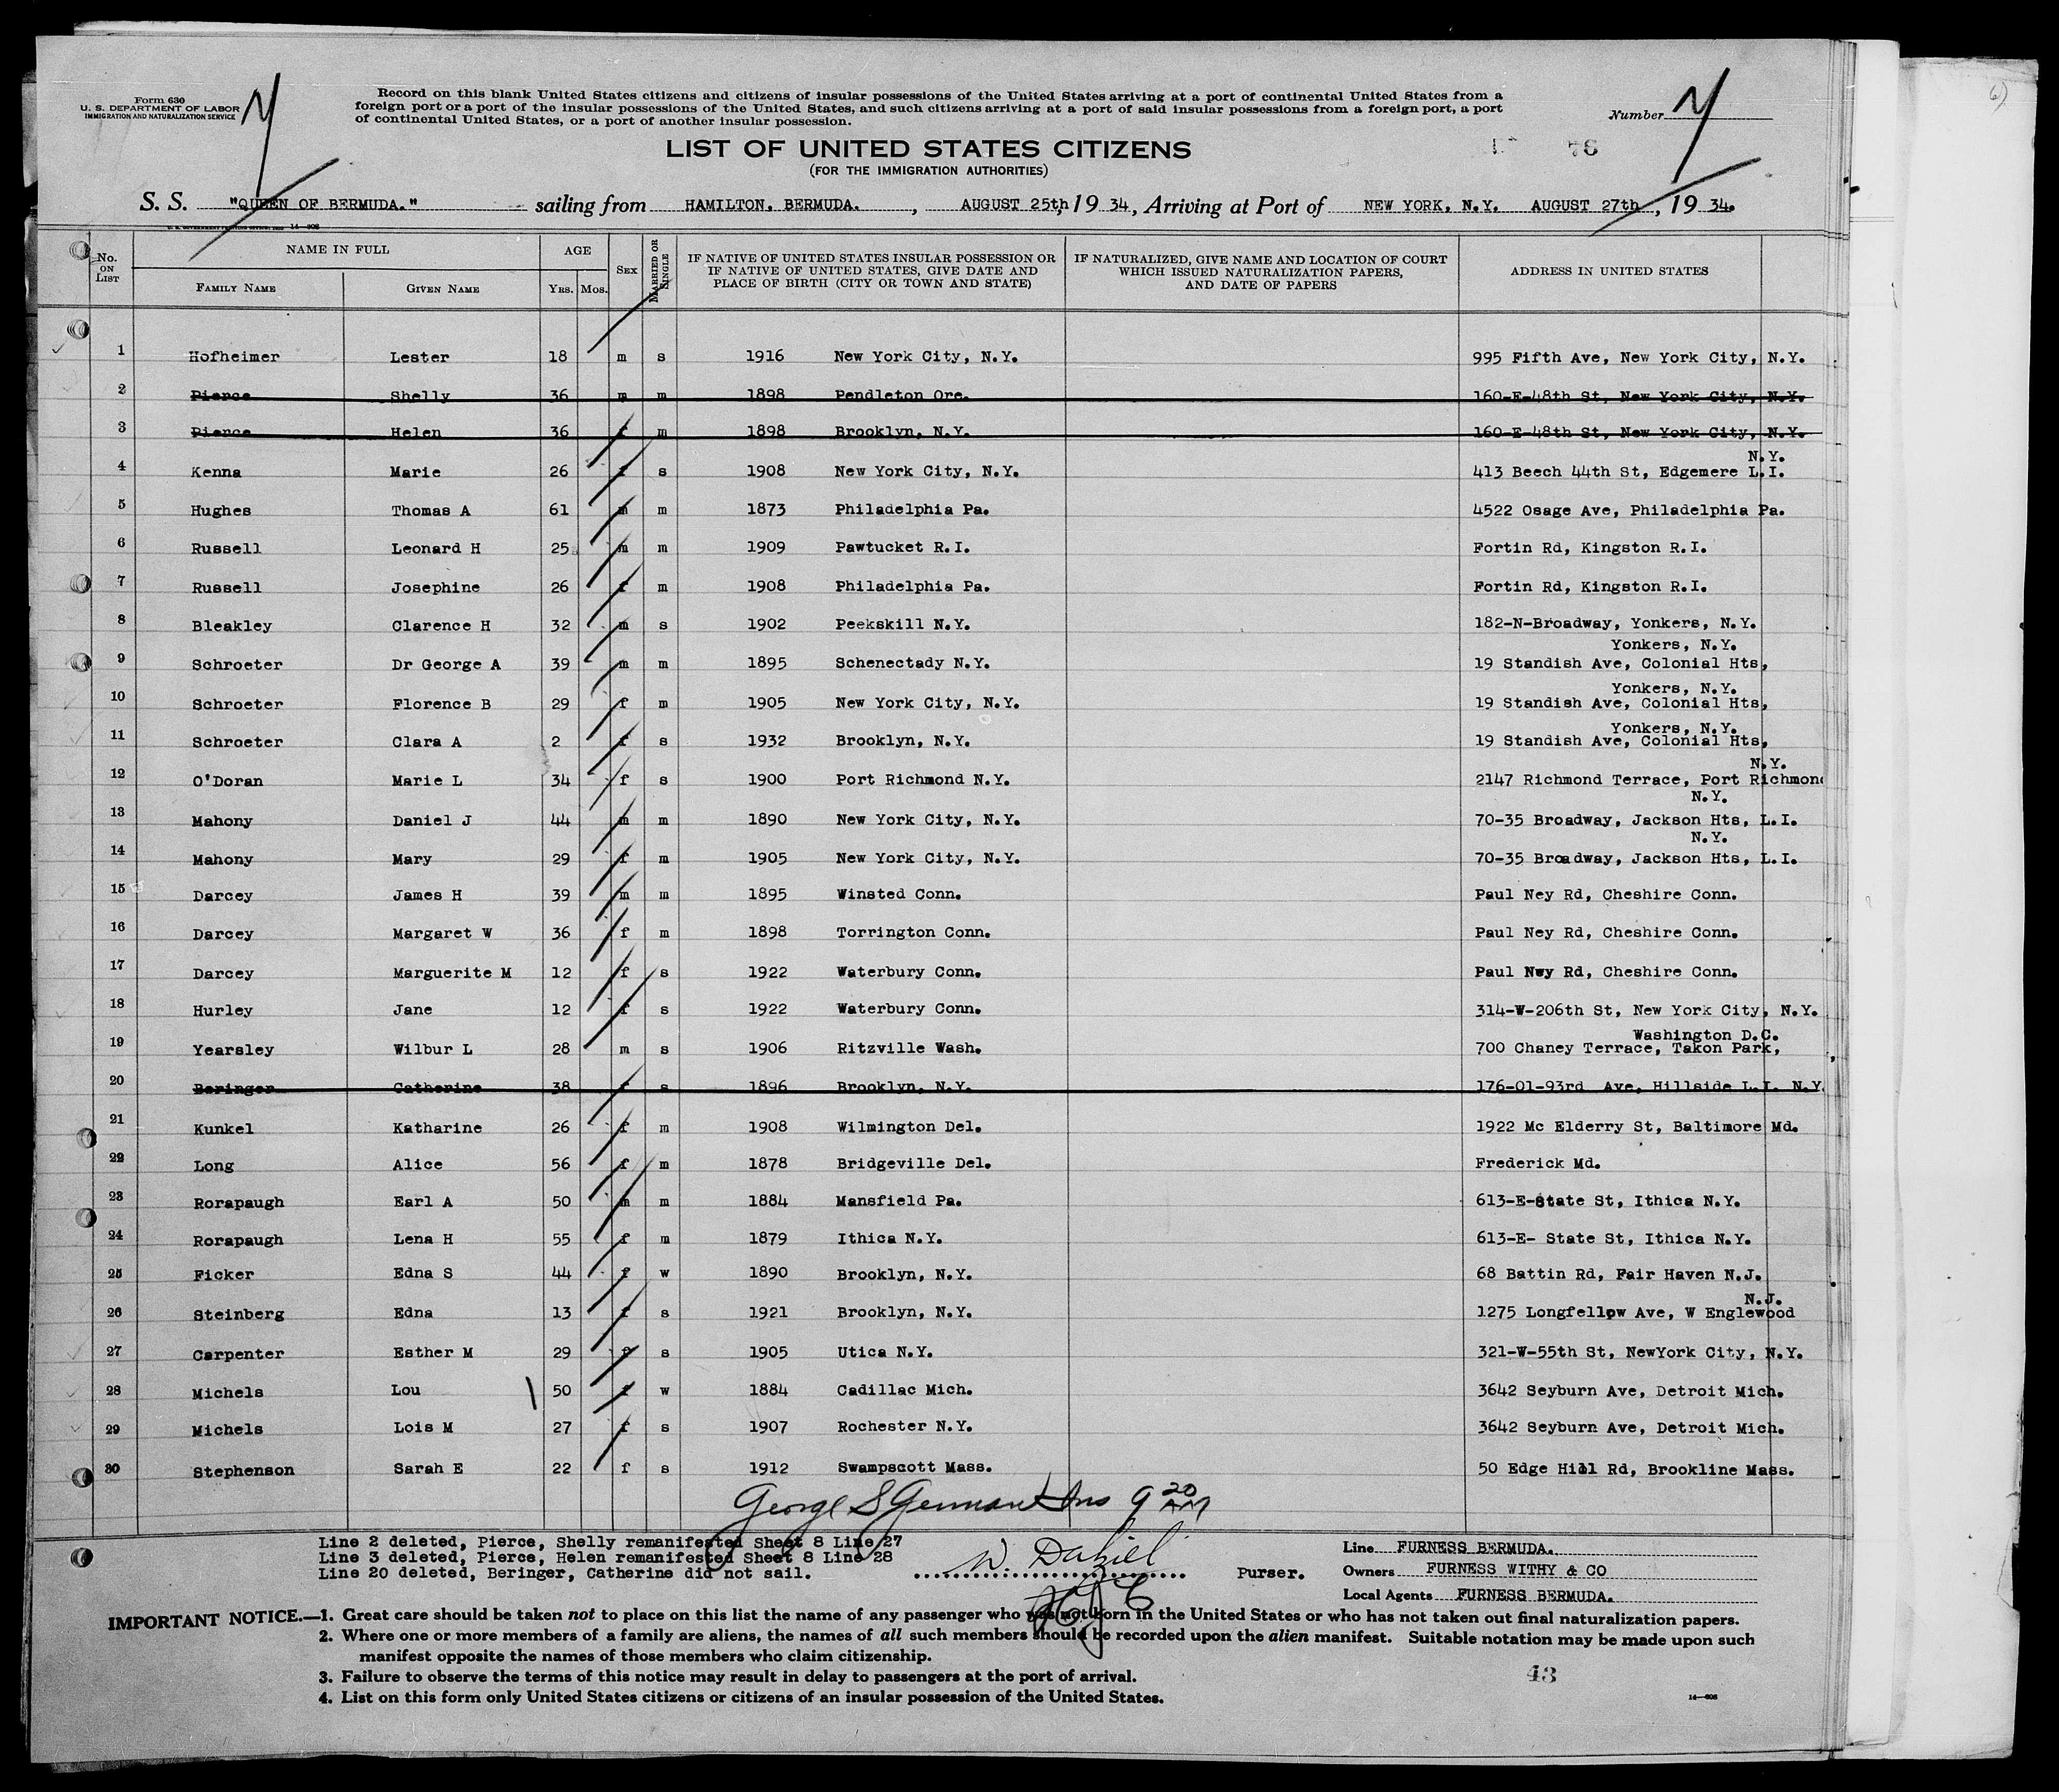 Form 630
U. S. DEPARTMENT OF LABOR
IMMIGRATION AND NATURALIZATION SERVICE
Record on this blank United States citizens and citizens of insular possessions of the United States arriving at a port of continental United States from a
foreign port or a port of the insular possessions of the United States, and such citizens arriving at a port of said insular possessions from a foreign port, a port
of continental United States, or a port of another insular possession.
Number
76
LIST OF UNITED STATES CITIZENS
(FOR THE IMMIGRATION AUTHORITIES)
S. S. "QUEEN OF BERMUDA." sailing from HAMILTON. BERMUDA. , AUGUST 25th, 19 34, Arriving at Port of NEW YORK, N.Y. AUGUST 27th, 19 34.
No. ON LIST NAME IN FULL FAMILY NAME GIVEN NAME AGE YRS. MOS. SEX MARRIED OR SINGLE
IF NATIVE OF UNITED STATES INSULAR POSSESSION OR IF NATIVE OF UNITED STATES, GIVE DATE AND PLACE OF BIRTH (CITY OR TOWN AND STATE)
IF NATURALIZED, GIVE NAME AND LOCATION OF COURT WHICH ISSUED NATURALIZATION PAPERS, AND DATE OF PAPERS
ADDRESS IN UNITED STATES
1 Hofheimer Lester 18 m s 1916 New York City, N.Y. 995 Fifth Ave, New York City, N.Y.
2 Pierce Shelly 36 m m 1898 Pendleton Ore. 160-E-48th St, New York City, N.Y.
3 Pierce Helen 36 f m 1898 Brooklyn, N.Y. 160-E-48th St, New York City, N.Y.
N.Y.
4 Kenna Marie 26 f s 1908 New York City, N.Y. 413 Beech 44th St, Edgemere L.I.
5 Hughes Thomas A 61 m m 1873 Philadelphia Pa. 4522 Osage Ave, Philadelphia Pa.
6 Russell Leonard H 25 m m 1909 Pawtucket R.I. Fortin Rd, Kingston R.I.
7 Russell Josephine 26 f m 1908 Philadelphia Pa. Fortin Rd, Kingston R.I.
8 Bleakley Clarence H 32 m s 1902 Peekskill N.Y. 182-N-Broadway, Yonkers, N.Y.
Yonkers, N.Y.
9 Schroeter Dr George A 39 m m 1895 Schenectady N.Y. 19 Standish Ave, Colonial Hts,
Yonkers, N.Y.
10 Schroeter Florence B 29 f m 1905 New York City, N.Y. 19 Standish Ave, Colonial Hts,
Yonkers, N.Y.
11 Schroeter Clara A 2 f s 1932 Brooklyn, N.Y. 19 Standish Ave, Colonial Hts,
N.Y.
12 O'Doran Marie L 34 f s 1900 Port Richmond N.Y. 2147 Richmond Terrace, Port Richmond
N.Y.
13 Mahony Daniel J 44 m m 1890 New York City, N.Y. 70-35 Broadway, Jackson Hts, L.I.
N.Y.
14 Mahony Mary 29 f m 1905 New York City, N.Y. 70-35 Broadway, Jackson Hts, L.I.
15 Darcey James H 39 m m 1895 Winsted Conn. Paul Ney Rd, Cheshire Conn.
16 Darcey Margaret W 36 f m 1898 Torrington Conn. Paul Ney Rd, Cheshire Conn.
17 Darcey Marguerite M 12 f s 1922 Waterbury Conn. Paul Nwy Rd, Cheshire Conn.
18 Hurley Jane 12 f s 1922 Waterbury Conn. 314-W-206th St, New York City, N.Y.
Washington D.C.
19 Yearsley Wilbur L 28 m s 1906 Ritzville Wash. 700 Chaney Terrace, Takon Park,
20 Beringer Catherine 38 f s 1896 Brooklyn, N.Y. 176-01-93rd Ave, Hillside L.I. N.Y.
21 Kunkel Katharine 26 f m 1908 Wilmington Del. 1922 Mc Elderry St, Baltimore Md.
22 Long Alice 56 f m 1878 Bridgeville Del. Frederick Md.
23 Rorapaugh Earl A 50 m m 1884 Mansfield Pa. 613-E-State St, Ithica N.Y.
24 Rorapaugh Lena H 55 f m 1879 Ithica N.Y. 613-E- State St, Ithica N.Y.
25 Ficker Edna S 44 f w 1890 Brooklyn, N.Y. 68 Battin Rd, Fair Haven N.J.
N.J.
26 Steinberg Edna 13 f s 1921 Brooklyn, N.Y. 1275 Longfellow Ave, W Englewood
27 Carpenter Esther M 29 f s 1905 Utica N.Y. 321-W-55th St, NewYork City, N.Y.
28 Michels Lou 50 f w 1884 Cadillac Mich. 3642 Seyburn Ave, Detroit Mich.
29 Michels Lois M 27 f s 1907 Rochester N.Y. 3642 Seyburn Ave, Detroit Mich.
30 Stephenson Sarah E 22 f s 1912 Swampscott Mass. 50 Edge Hill Rd, Brookline Mass.
George S German Ins 9 20 AM
Line 2 deleted, Pierce, Shelly remanifested Sheet 8 Line 27
Line 3 deleted, Pierce, Helen remanifested Sheet 8 Line 28
Line 20 deleted, Beringer, Catherine did not sail.
W. Dalziel Purser.
Line FURNESS BERMUDA.
Owners FURNESS WITHY & CO
Local Agents FURNESS BERMUDA.
IMPORTANT NOTICE.—1. Great care should be taken not to place on this list the name of any passenger who was not born in the United States or who has not taken out final naturalization papers.
2. Where one or more members of a family are aliens, the names of all such members should be recorded upon the alien manifest. Suitable notation may be made upon such
manifest opposite the names of those members who claim citizenship.
3. Failure to observe the terms of this notice may result in delay to passengers at the port of arrival.
4. List on this form only United States citizens or citizens of an insular possession of the United States.
43
14—606